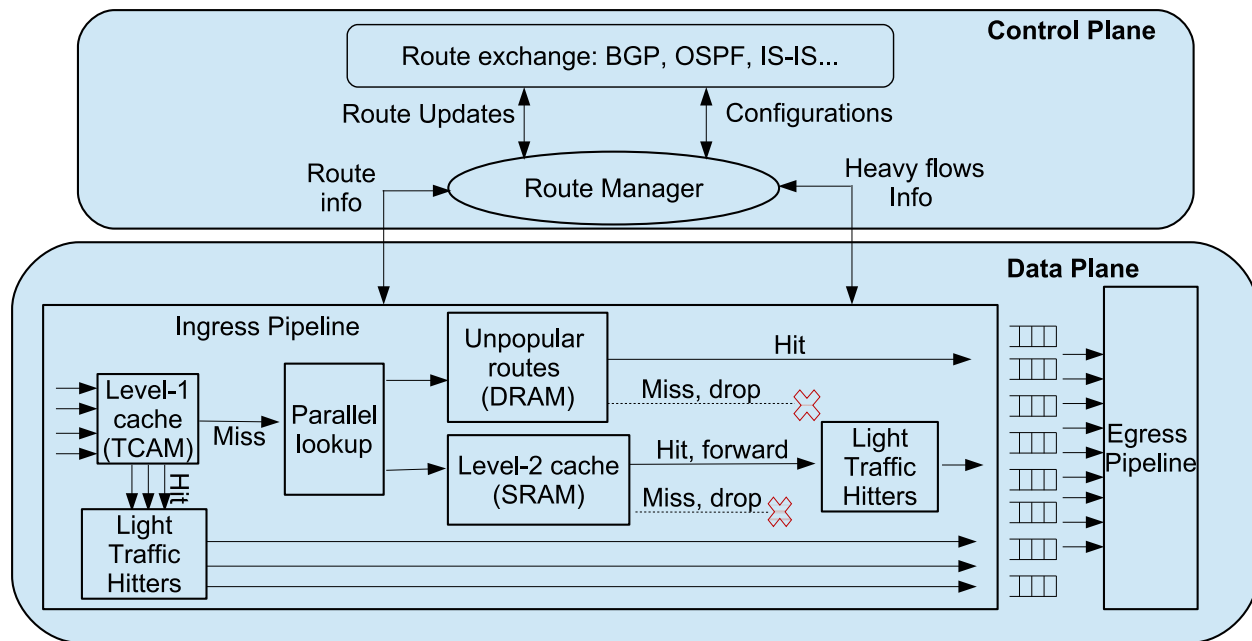 Control Plane
Route exchange: BGP, OSPF, IS-IS...
Route Updates
Configurations
Route
info
Route Manager
Heavy flows
Info
Data Plane
Ingress Pipeline
Unpopular
routes
(DRAM)
Hit
Miss, drop
Level-1
cache
(TCAM)
Miss
Parallel
lookup
Level-2 cache
(SRAM)
Hit, forward
Miss, drop
Light
Traffic
Hitters
Hit
Light
Traffic
Hitters
Egress
Pipeline